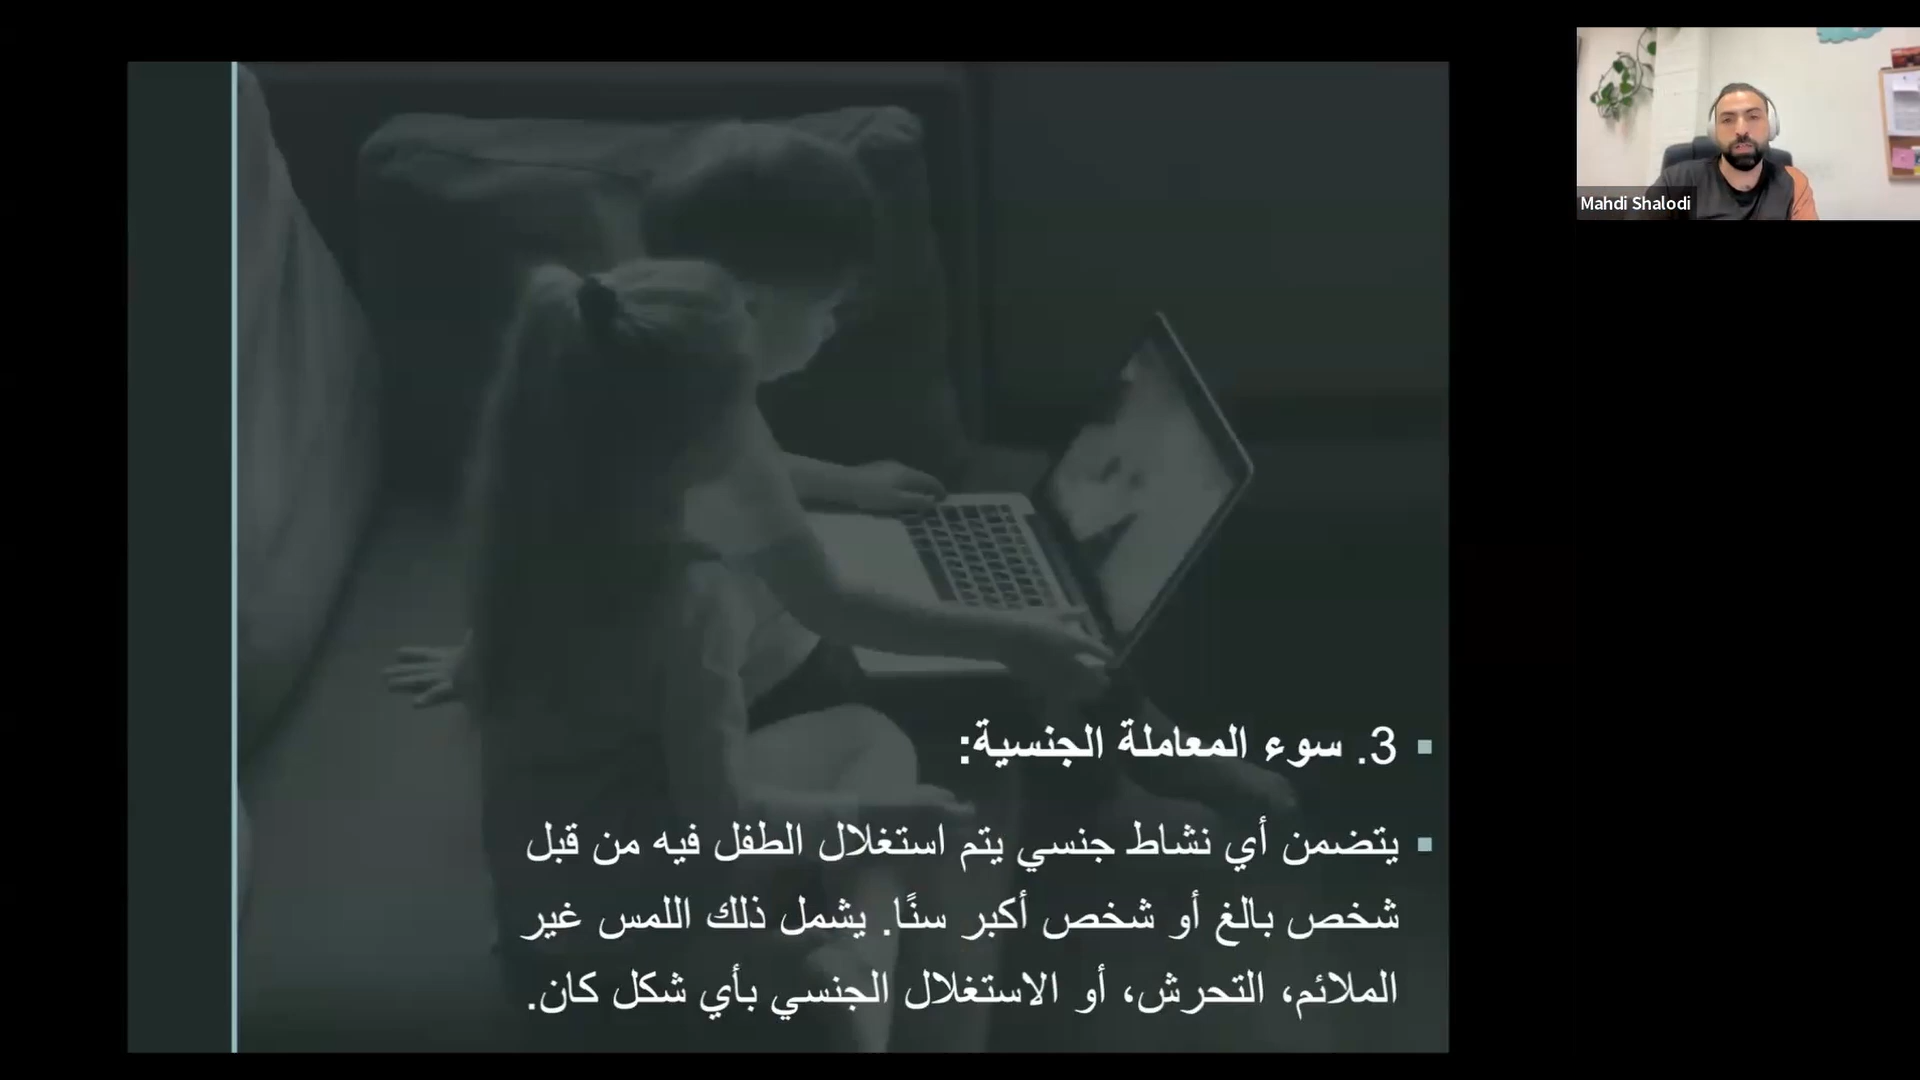 Mahdi Shalodi
▪ 3. سوء المعاملة الجنسية:
▪ يتضمن أي نشاط جنسي يتم استغلال الطفل فيه من قبل
شخص بالغ أو شخص أكبر سنًا. يشمل ذلك اللمس غير
الملائم، التحرش، أو الاستغلال الجنسي بأي شكل كان.